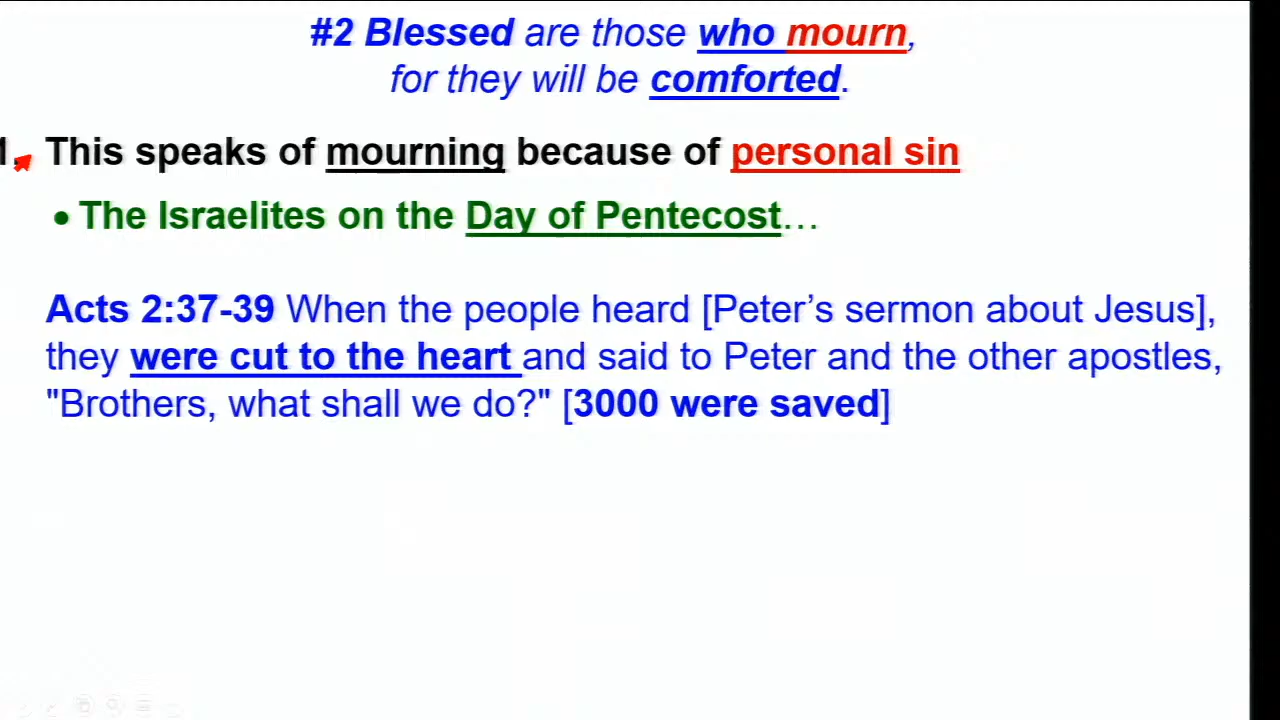 #2 Blessed are those who mourn,
for they will be comforted.
1. This speaks of mourning because of personal sin
• The Israelites on the Day of Pentecost…
Acts 2:37-39 When the people heard [Peter’s sermon about Jesus],
they were cut to the heart and said to Peter and the other apostles,
"Brothers, what shall we do?" [3000 were saved]